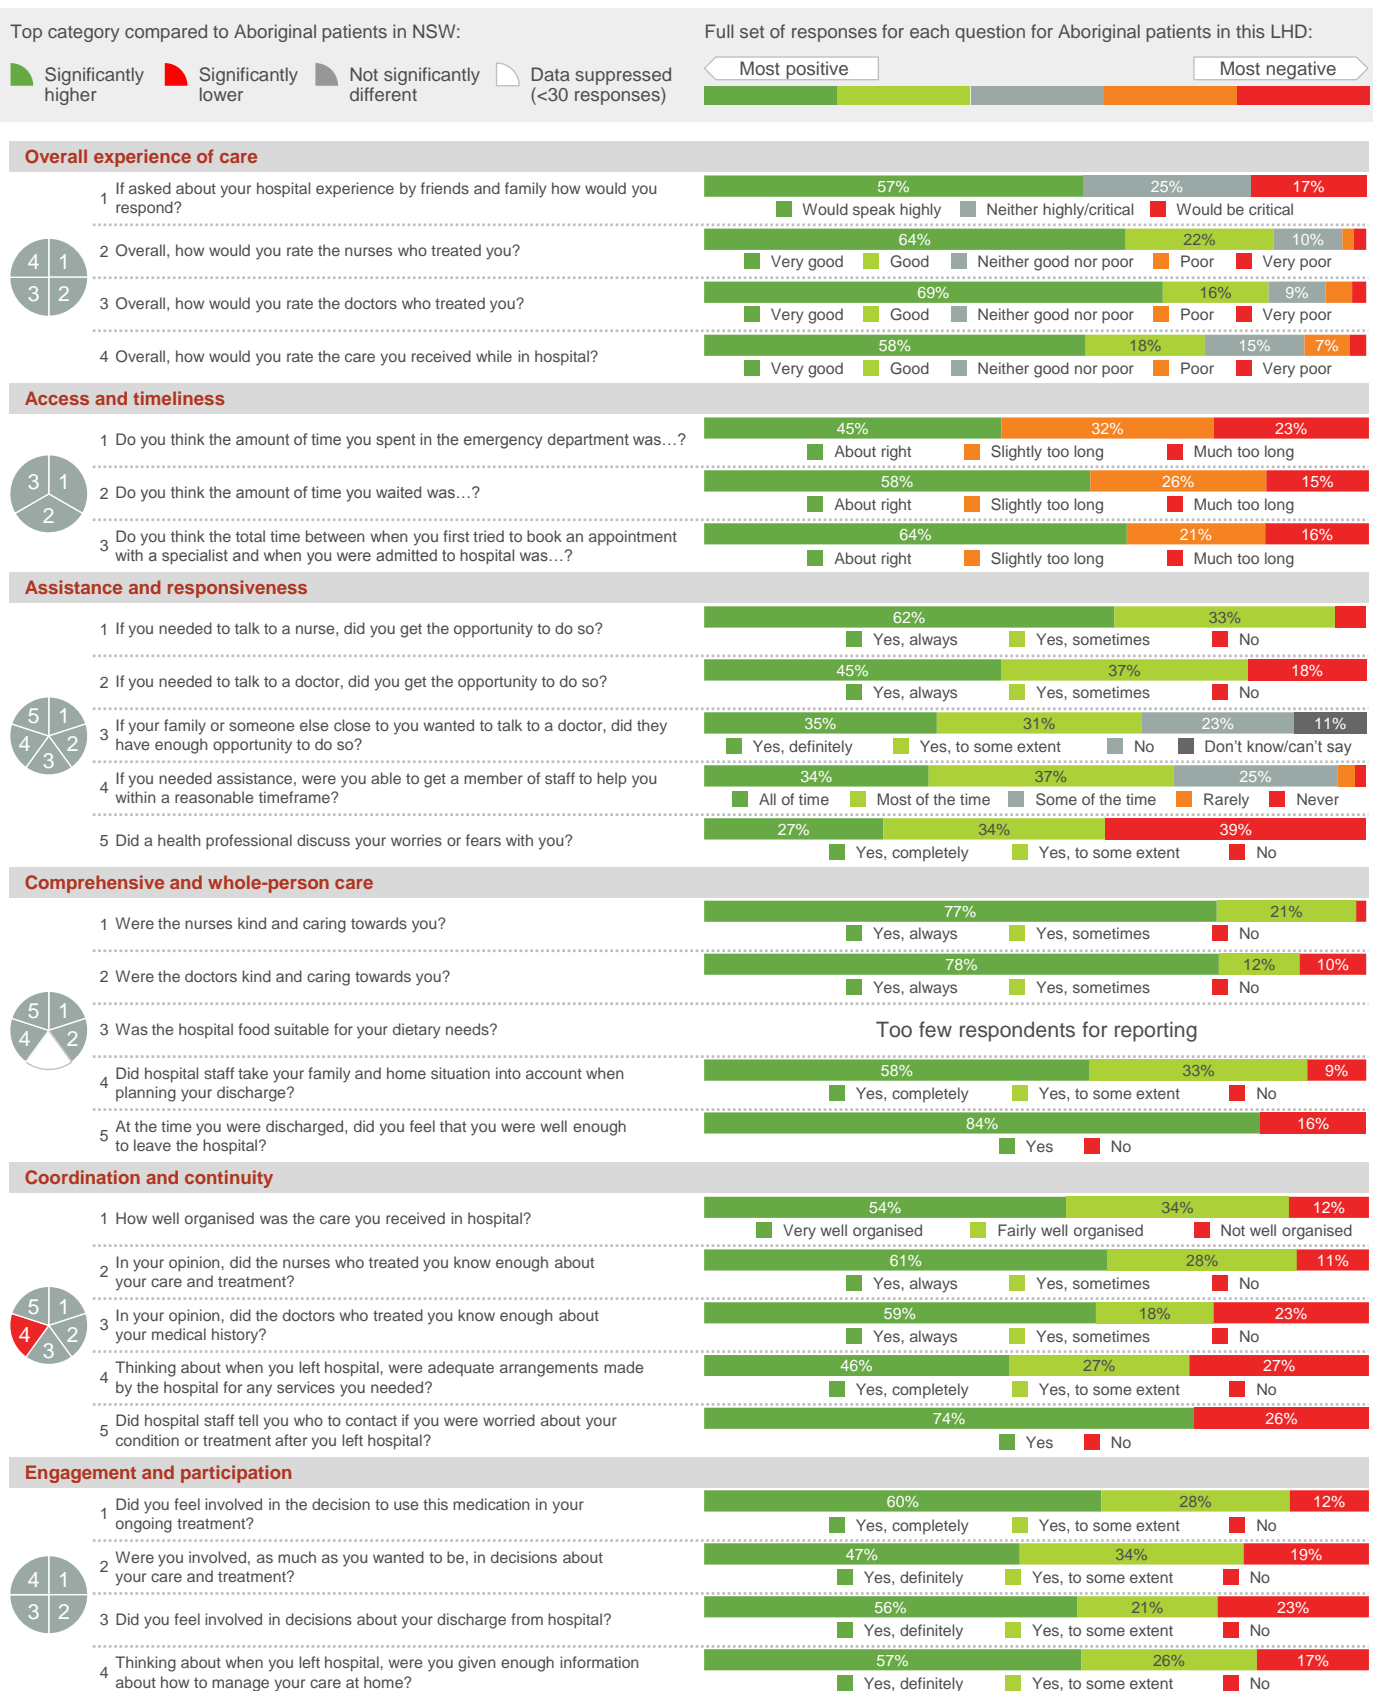 Top category compared to Aboriginal patients in NSW:
Significantly higher
Significantly lower
Not significantly different
Data suppressed (<30 responses)
Full set of responses for each question for Aboriginal patients in this LHD:
Most positive
Most negative
Overall experience of care
4 1
3 2
1 If asked about your hospital experience by friends and family how would you
respond?
57% 25% 17%
Would speak highly Neither highly/critical Would be critical
2 Overall, how would you rate the nurses who treated you?
64% 22% 10%
Very good Good Neither good nor poor Poor Very poor
3 Overall, how would you rate the doctors who treated you?
69% 16% 9%
Very good Good Neither good nor poor Poor Very poor
4 Overall, how would you rate the care you received while in hospital?
58% 18% 15% 7%
Very good Good Neither good nor poor Poor Very poor
Access and timeliness
3 1
2
1 Do you think the amount of time you spent in the emergency department was…?
45% 32% 23%
About right Slightly too long Much too long
2 Do you think the amount of time you waited was…?
58% 26% 15%
About right Slightly too long Much too long
3 Do you think the total time between when you first tried to book an appointment
with a specialist and when you were admitted to hospital was…?
64% 21% 16%
About right Slightly too long Much too long
Assistance and responsiveness
5 1
4 2
3
1 If you needed to talk to a nurse, did you get the opportunity to do so?
62% 33%
Yes, always Yes, sometimes No
2 If you needed to talk to a doctor, did you get the opportunity to do so?
45% 37% 18%
Yes, always Yes, sometimes No
3 If your family or someone else close to you wanted to talk to a doctor, did they
have enough opportunity to do so?
35% 31% 23% 11%
Yes, definitely Yes, to some extent No Don't know/can't say
4 If you needed assistance, were you able to get a member of staff to help you
within a reasonable timeframe?
34% 37% 25%
All of time Most of the time Some of the time Rarely Never
5 Did a health professional discuss your worries or fears with you?
27% 34% 39%
Yes, completely Yes, to some extent No
Comprehensive and whole-person care
5 1
4 2
1 Were the nurses kind and caring towards you?
77% 21%
Yes, always Yes, sometimes No
2 Were the doctors kind and caring towards you?
78% 12% 10%
Yes, always Yes, sometimes No
3 Was the hospital food suitable for your dietary needs?
Too few respondents for reporting
4 Did hospital staff take your family and home situation into account when
planning your discharge?
58% 33% 9%
Yes, completely Yes, to some extent No
5 At the time you were discharged, did you feel that you were well enough
to leave the hospital?
84% 16%
Yes No
Coordination and continuity
5 1
4 2
3
1 How well organised was the care you received in hospital?
54% 34% 12%
Very well organised Fairly well organised Not well organised
2 In your opinion, did the nurses who treated you know enough about
your care and treatment?
61% 28% 11%
Yes, always Yes, sometimes No
3 In your opinion, did the doctors who treated you know enough about
your medical history?
59% 18% 23%
Yes, always Yes, sometimes No
4 Thinking about when you left hospital, were adequate arrangements made
by the hospital for any services you needed?
46% 27% 27%
Yes, completely Yes, to some extent No
5 Did hospital staff tell you who to contact if you were worried about your
condition or treatment after you left hospital?
74% 26%
Yes No
Engagement and participation
4 1
3 2
1 Did you feel involved in the decision to use this medication in your
ongoing treatment?
60% 28% 12%
Yes, completely Yes, to some extent No
2 Were you involved, as much as you wanted to be, in decisions about
your care and treatment?
47% 34% 19%
Yes, definitely Yes, to some extent No
3 Did you feel involved in decisions about your discharge from hospital?
56% 21% 23%
Yes, definitely Yes, to some extent No
4 Thinking about when you left hospital, were you given enough information
about how to manage your care at home?
57% 26% 17%
Yes, definitely Yes, to some extent No